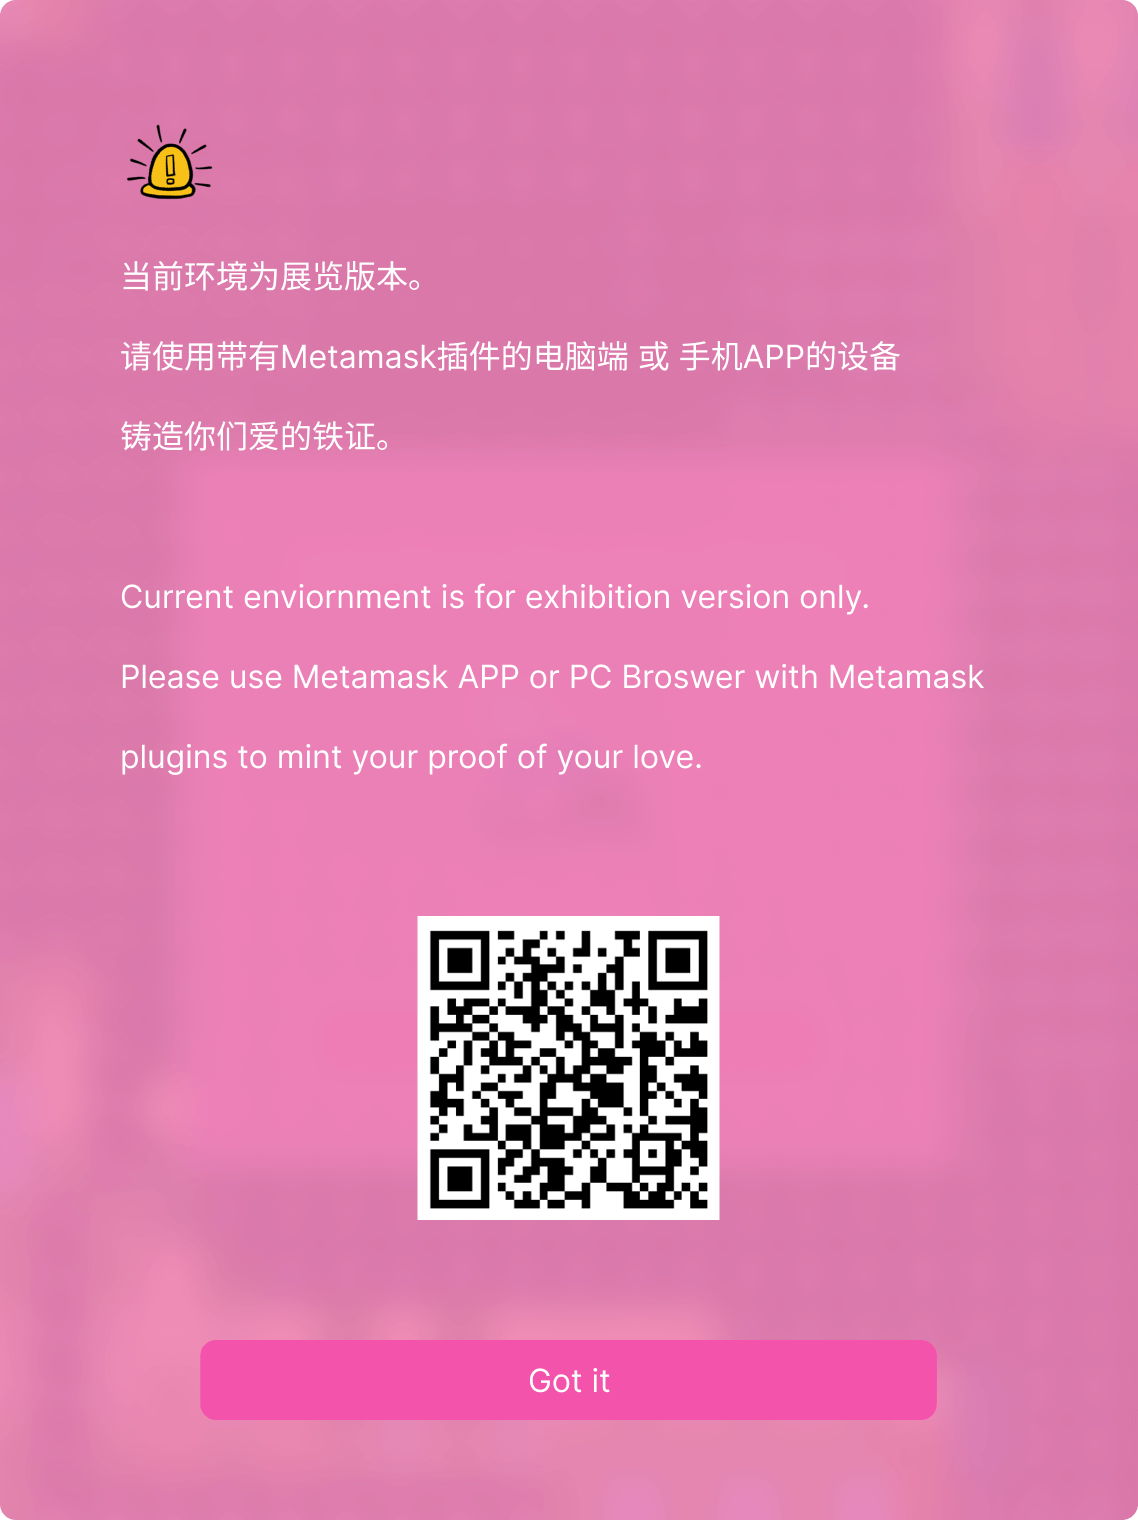 当前环境为展览版本。
请使用带有Metamask插件的电脑端 或 手机APP的设备
铸造你们爱的铁证。
Current enviornment is for exhibition version only.
Please use Metamask APP or PC Broswer with Metamask
plugins to mint your proof of your love.
Got it